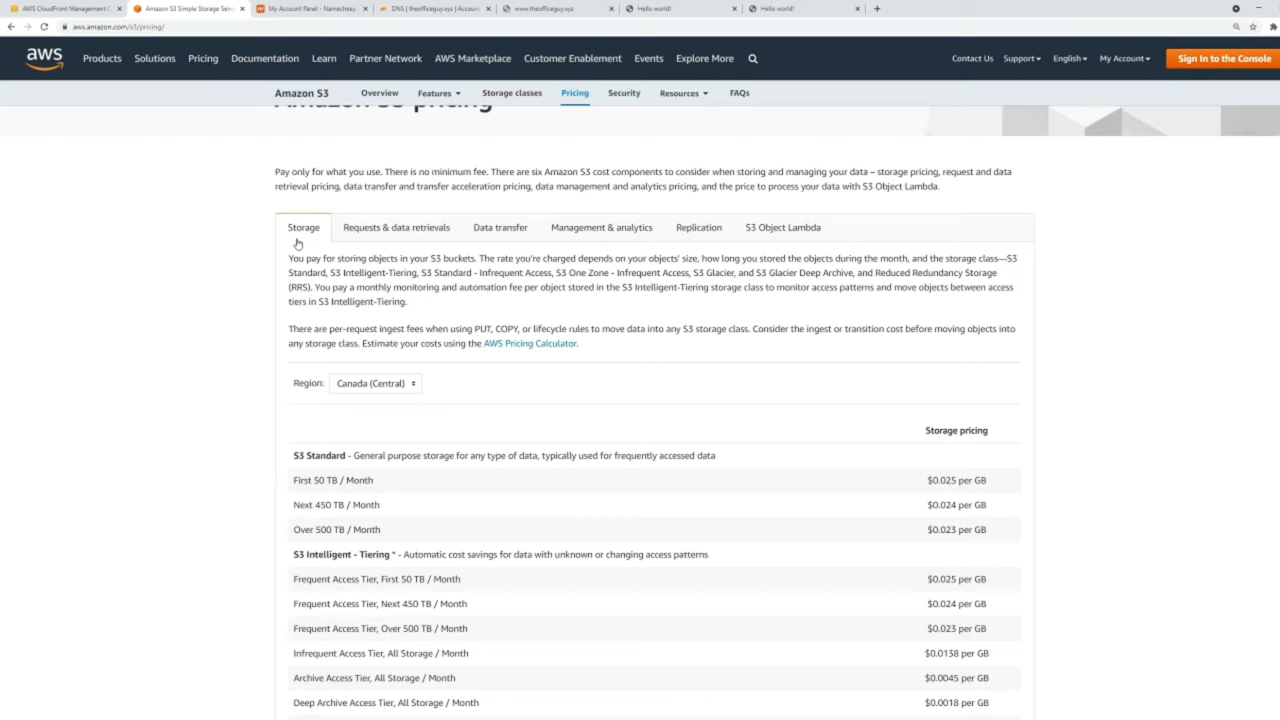 AWS CloudFront Management C
Amazon S3 Simple Storage Serv
My Account Panel - Namecheap
DNS | theofficeguy.xyz | Account
www.theofficeguy.xyz
Hello world!
Hello world!
aws.amazon.com/s3/pricing/
aws
Products
Solutions
Pricing
Documentation
Learn
Partner Network
AWS Marketplace
Customer Enablement
Events
Explore More
Contact Us
Support
English
My Account
Sign In to the Console
Amazon S3
Overview
Features
Storage classes
Pricing
Security
Resources
FAQs
Amazon S3 pricing
Pay only for what you use. There is no minimum fee. There are six Amazon S3 cost components to consider when storing and managing your data – storage pricing, request and data
retrieval pricing, data transfer and transfer acceleration pricing, data management and analytics pricing, and the price to process your data with S3 Object Lambda.
Storage
Requests & data retrievals
Data transfer
Management & analytics
Replication
S3 Object Lambda
You pay for storing objects in your S3 buckets. The rate you're charged depends on your objects' size, how long you stored the objects during the month, and the storage class—S3
Standard, S3 Intelligent-Tiering, S3 Standard - Infrequent Access, S3 One Zone - Infrequent Access, S3 Glacier, and S3 Glacier Deep Archive, and Reduced Redundancy Storage
(RRS). You pay a monthly monitoring and automation fee per object stored in the S3 Intelligent-Tiering storage class to monitor access patterns and move objects between access
tiers in S3 Intelligent-Tiering.
There are per-request ingest fees when using PUT, COPY, or lifecycle rules to move data into any S3 storage class. Consider the ingest or transition cost before moving objects into
any storage class. Estimate your costs using the AWS Pricing Calculator.
Region: Canada (Central)
Storage pricing
S3 Standard - General purpose storage for any type of data, typically used for frequently accessed data
First 50 TB / Month $0.025 per GB
Next 450 TB / Month $0.024 per GB
Over 500 TB / Month $0.023 per GB
S3 Intelligent - Tiering * - Automatic cost savings for data with unknown or changing access patterns
Frequent Access Tier, First 50 TB / Month $0.025 per GB
Frequent Access Tier, Next 450 TB / Month $0.024 per GB
Frequent Access Tier, Over 500 TB / Month $0.023 per GB
Infrequent Access Tier, All Storage / Month $0.0138 per GB
Archive Access Tier, All Storage / Month $0.0045 per GB
Deep Archive Access Tier, All Storage / Month $0.0018 per GB